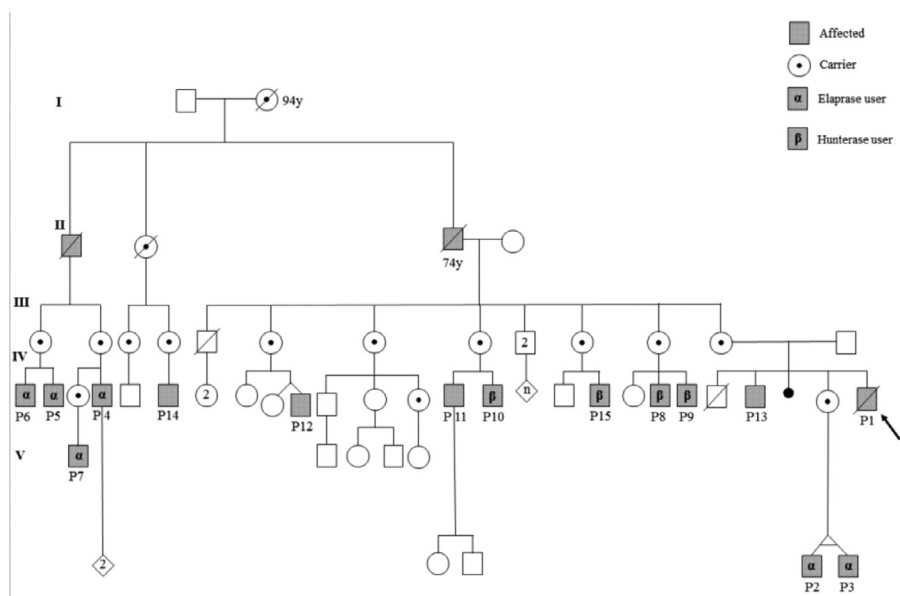 Affected
Carrier
α Elaprase user
β Hunterase user
I
94y
II
74y
III
2
IV
α α α β β β β
2 n
P6 P5 P4 P14 P12 P11 P10 P15 P8 P9 P13 P1
V
α
P7
2
α α
P2 P3